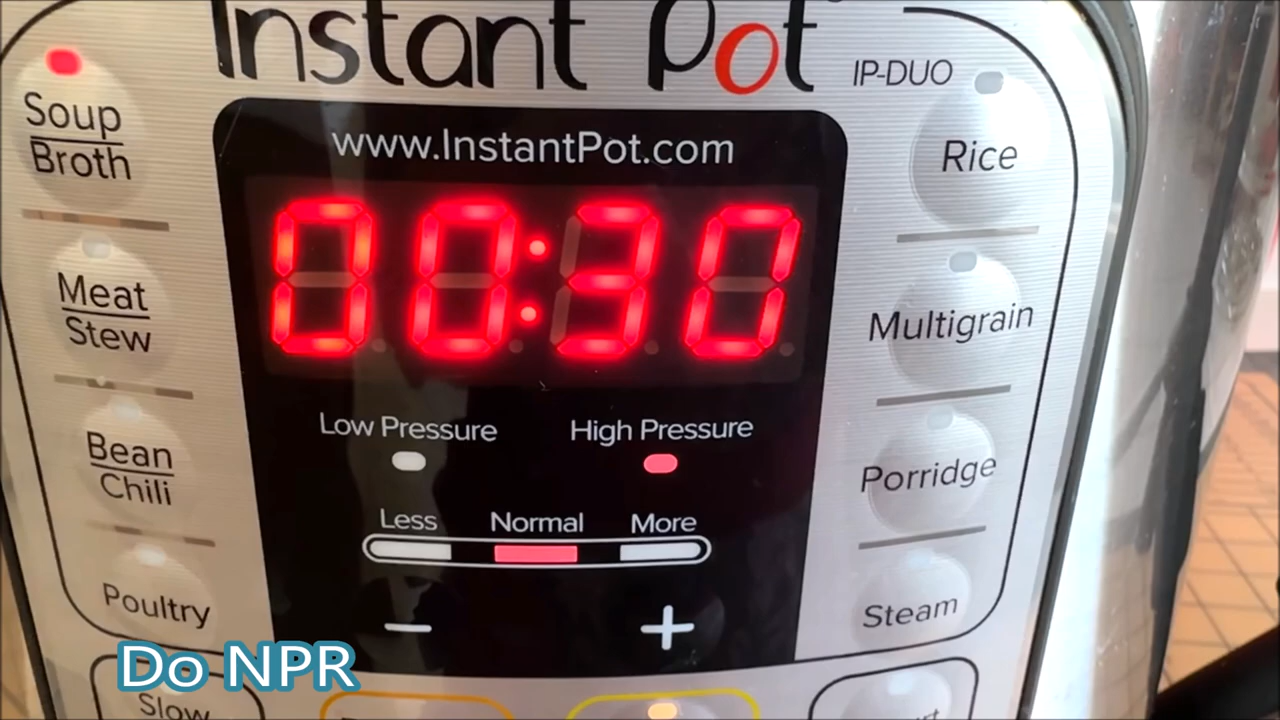 Instant Pot
IP-DUO
www.InstantPot.com
00:30
Soup
Broth
Meat
Stew
Bean
Chili
Poultry
Rice
Multigrain
Porridge
Steam
Low Pressure
High Pressure
Less
Normal
More
− +
Do NPR
Slow